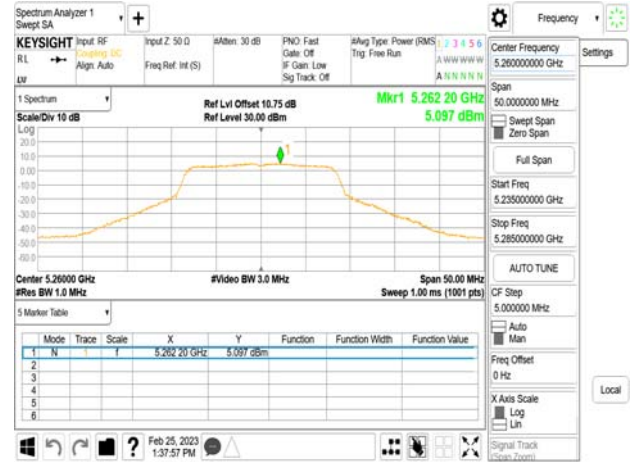 Spectrum Analyzer 1
Swept SA
+
Frequency
Settings
KEYSIGHT
Input: RF
Coupling: DC
Align: Auto
Input Z: 50 Ω
Freq Ref: Int (S)
#Atten: 30 dB
PNO: Fast
Gate: Off
IF Gain: Low
Sig Track: Off
#Avg Type: Power (RMS
Trig: Free Run
1 2 3 4 5 6
A W W W W W
A N N N N N
RL
1 Spectrum
Ref Lvl Offset 10.75 dB
Mkr1 5.262 20 GHz
Scale/Div 10 dB
Ref Level 30.00 dBm
5.097 dBm
Log
20.0
10.0
0.00
-10.0
-20.0
-30.0
-40.0
-50.0
-60.0
1
Center 5.26000 GHz
#Video BW 3.0 MHz
Span 50.00 MHz
#Res BW 1.0 MHz
Sweep 1.00 ms (1001 pts)
5 Marker Table
Mode Trace Scale X Y Function Function Width Function Value
1 N 1 f 5.262 20 GHz 5.097 dBm
2
3
4
5
6
Feb 25, 2023
1:37:57 PM
Center Frequency
5.260000000 GHz
Span
50.0000000 MHz
Swept Span
Zero Span
Full Span
Start Freq
5.235000000 GHz
Stop Freq
5.285000000 GHz
AUTO TUNE
CF Step
5.000000 MHz
Auto
Man
Freq Offset
0 Hz
X Axis Scale
Log
Lin
Signal Track
(Span Zoom)
Local